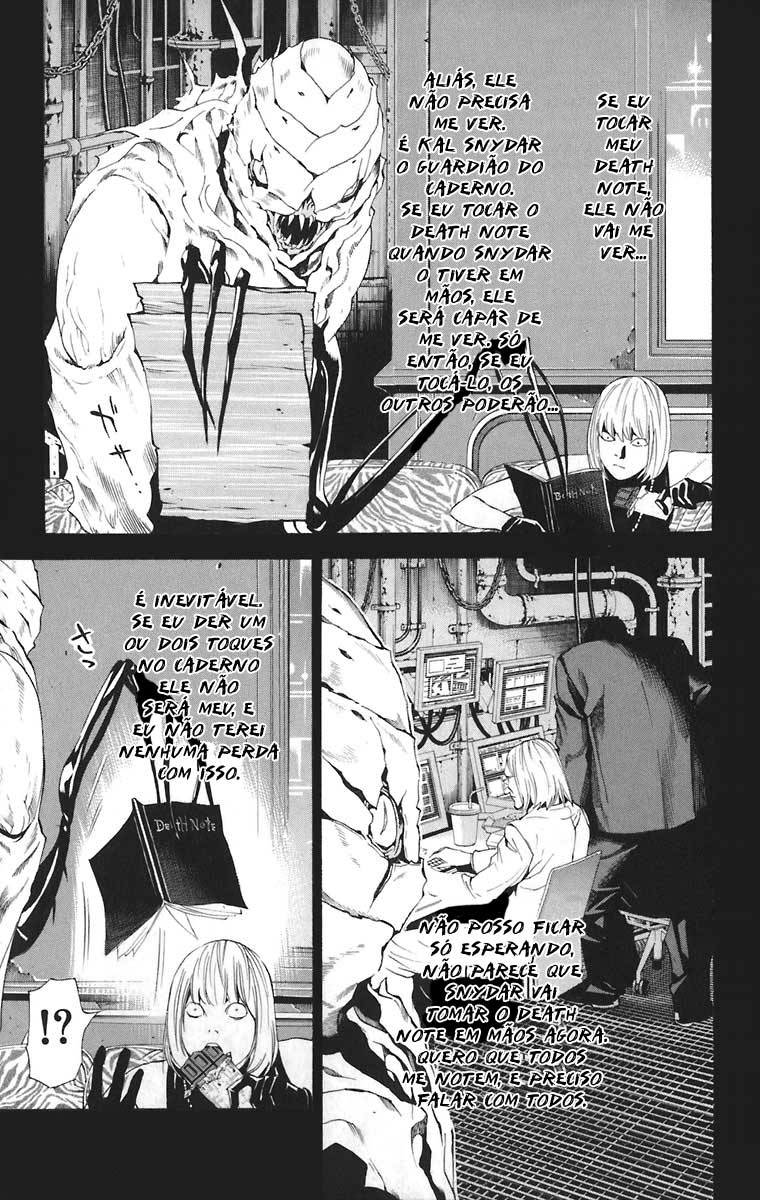 SE EU
TOCAR
MEU
DEATH
NOTE,
ELE NÃO
VAI ME
VER...
ALIÁS, ELE
NÃO PRECISA
ME VER.
É KAL SNYDAR
O GUARDIÃO DO
CADERNO.
SE EU TOCAR O
DEATH NOTE
QUANDO SNYDAR
O TIVER EM
MÃOS, ELE
SERÁ CAPAZ DE
ME VER. SÓ
ENTÃO, SE EU
TOCÁ-LO, OS
OUTROS PODERÃO...
ガキ
DEATH NOTE
NÃO POSSO FICAR
SÓ ESPERANDO,
NÃO PARECE QUE
SNYDAR VAI
TOMAR O DEATH
NOTE EM MÃOS AGORA.
QUERO QUE TODOS
ME NOTEM, E PRECISO
FALAR COM TODOS.
É INEVITÁVEL.
SE EU DER UM
OU DOIS TOQUES
NO CADERNO
ELE NÃO
SERÁ MEU, E
EU NÃO TEREI
NENHUMA PERDA
COM ISSO.
さっ
DEATH NOTE
!?